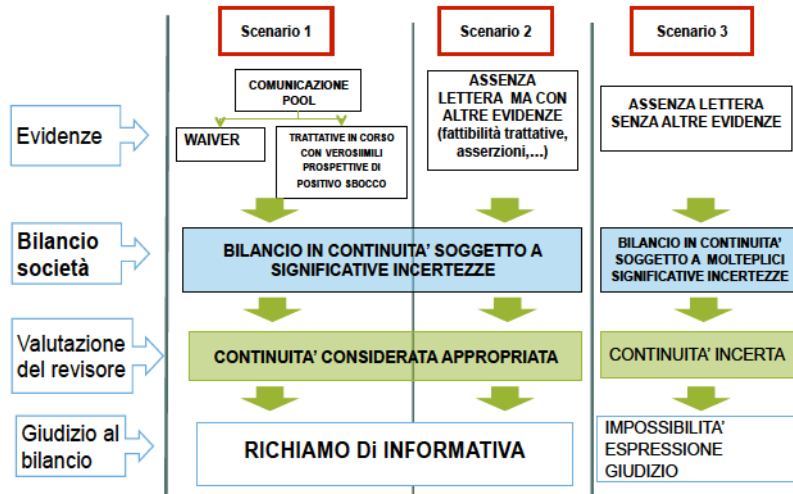 Scenario 1
Scenario 2
Scenario 3
Evidenze
COMUNICAZIONE
POOL
WAIVER
TRATTATIVE IN CORSO
CON VEROSIIMILI
PROSPETTIVE DI
POSITIVO SBOCCO
ASSENZA
LETTERA MA CON
ALTRE EVIDENZE
(fattibilità trattative,
asserzioni,...)
ASSENZA LETTERA
SENZA ALTRE EVIDENZE
Bilancio
società
BILANCIO IN CONTINUITA' SOGGETTO A
SIGNIFICATIVE INCERTEZZE
BILANCIO IN CONTINUITA'
SOGGETTO A MOLTEPLICI
SIGNIFICATIVE INCERTEZZE
Valutazione
del revisore
CONTINUITA' CONSIDERATA APPROPRIATA
CONTINUITA' INCERTA
Giudizio al
bilancio
RICHIAMO Di INFORMATIVA
IMPOSSIBILITA'
ESPRESSIONE
GIUDIZIO